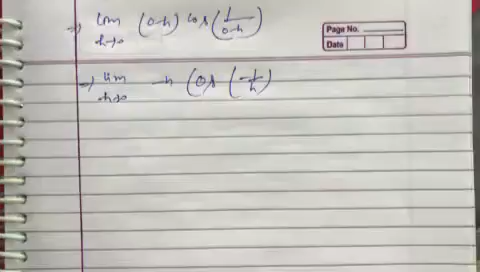 ⇒ lim (0-h) cos(1/(0-h))
h→0
Page No.
Date
⇒ lim -h cos(-1/h)
h→0